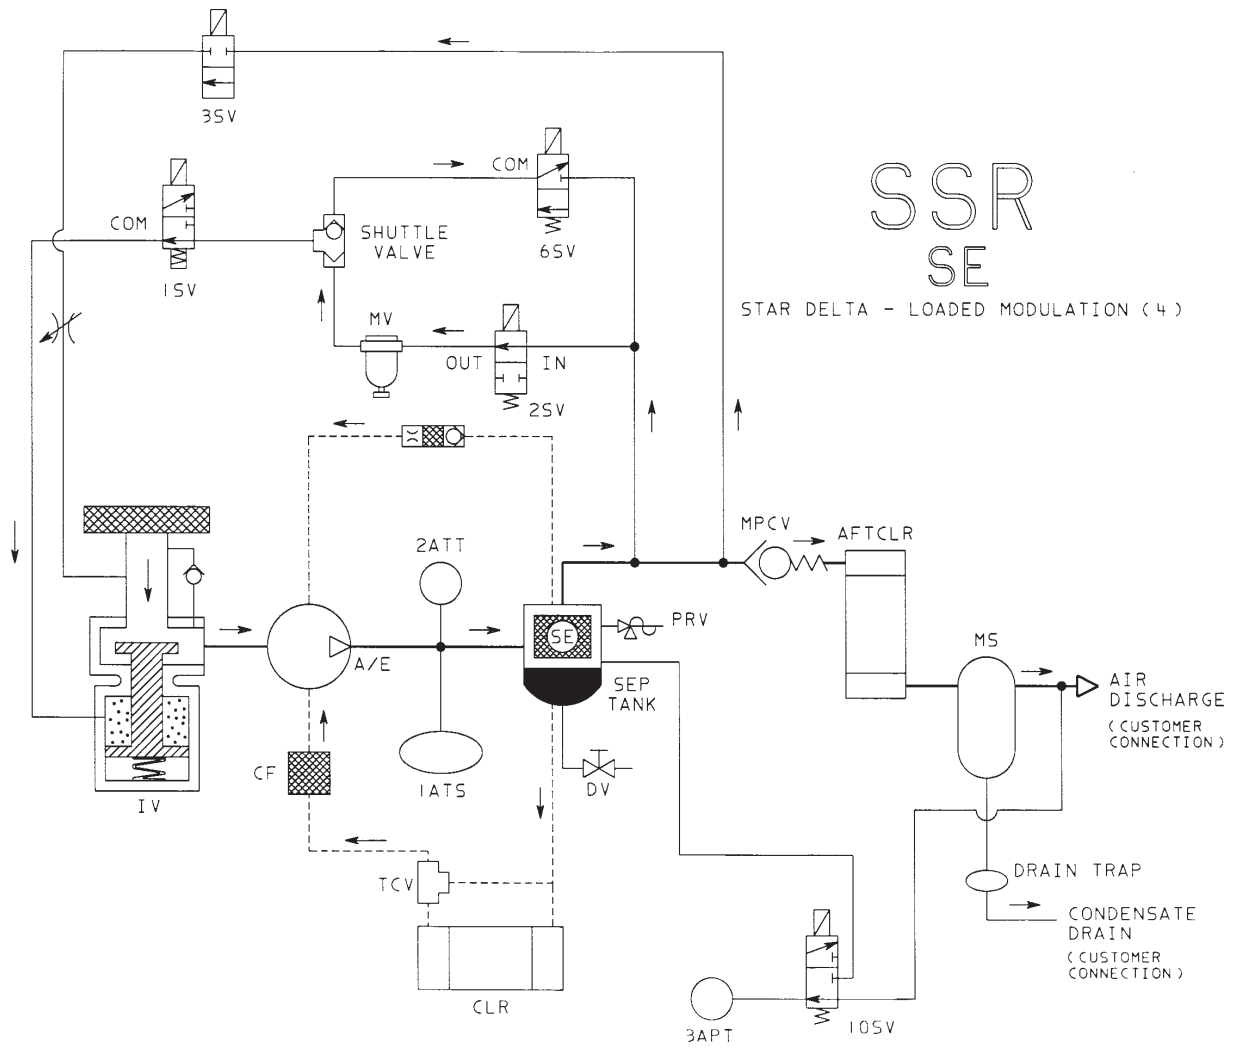 3SV
COM
SHUTTLE
VALVE
6SV
COM
1SV
MV
OUT
IN
2SV
SSR
SE
STAR DELTA - LOADED MODULATION (4)
MPCV
AFTCLR
2ATT
SE
PRV
A/E
SEP
TANK
MS
AIR
DISCHARGE
(CUSTOMER
CONNECTION)
CF
1ATS
DV
IV
TCV
CLR
DRAIN TRAP
CONDENSATE
DRAIN
(CUSTOMER
CONNECTION)
3APT
10SV